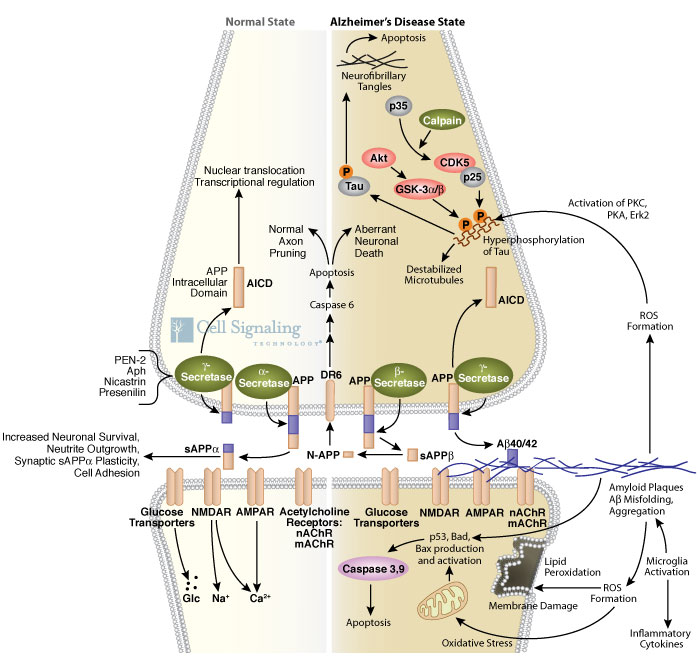 Normal State
Alzheimer's Disease State
Apoptosis
Neurofibrillary
Tangles
p35
Calpain
Akt
CDK5
p25
P
Tau
GSK-3α/β
P
P
Activation of PKC,
PKA, Erk2
Nuclear translocation
Transcriptional regulation
Normal
Axon
Pruning
Aberrant
Neuronal
Death
Hyperphosphorylation
of Tau
Destabilized
Microtubules
Apoptosis
APP
Intracellular
Domain
AICD
Caspase 6
AICD
ROS
Formation
Cell Signaling
TECHNOLOGY®
PEN-2
Aph
Nicastrin
Presenilin
γ-
Secretase
α-
Secretase
APP
DR6
APP
β-
Secretase
APP
γ-
Secretase
Increased Neuronal Survival,
Neutrite Outgrowth,
Synaptic sAPPα Plasticity,
Cell Adhesion
sAPPα
N-APP
sAPPβ
Aβ40/42
Glucose
Transporters
NMDAR
AMPAR
Acetylcholine
Receptors:
nAChR
mAChR
Glucose
Transporters
NMDAR
AMPAR
nAChR
mAChR
Amyloid Plaques
Aβ Misfolding,
Aggregation
p53, Bad,
Bax production
and activation
Caspase 3,9
Lipid
Peroxidation
Microglia
Activation
Glc
Na⁺
Ca²⁺
Membrane Damage
ROS
Formation
Apoptosis
Oxidative Stress
Inflammatory
Cytokines